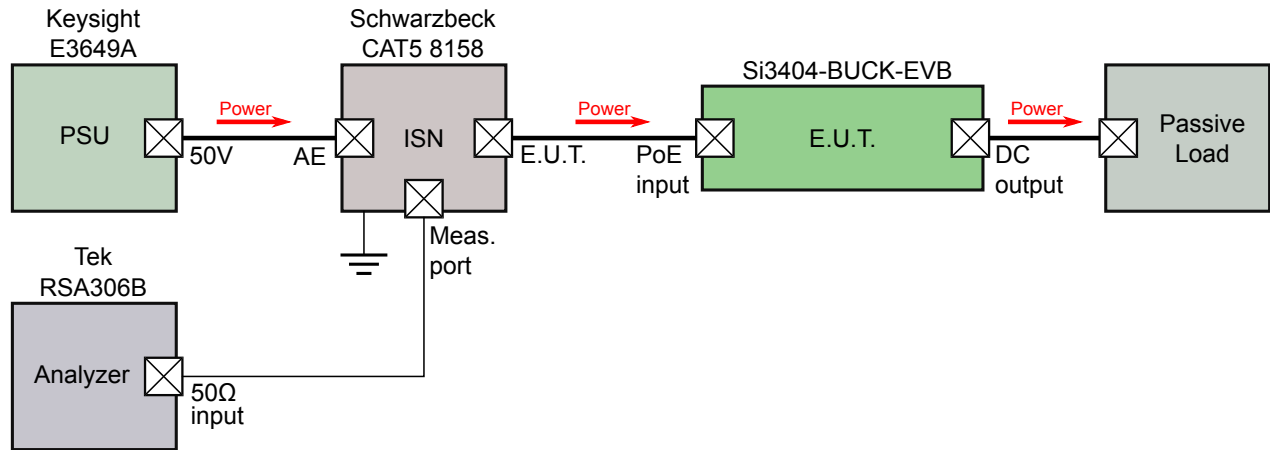 Keysight
E3649A
Schwarzbeck
CAT5 8158
Si3404-BUCK-EVB
PSU
Power
50V
AE
ISN
Power
E.U.T.
PoE
input
E.U.T.
Power
DC
output
Passive
Load
Meas.
port
Tek
RSA306B
Analyzer
50Ω
input